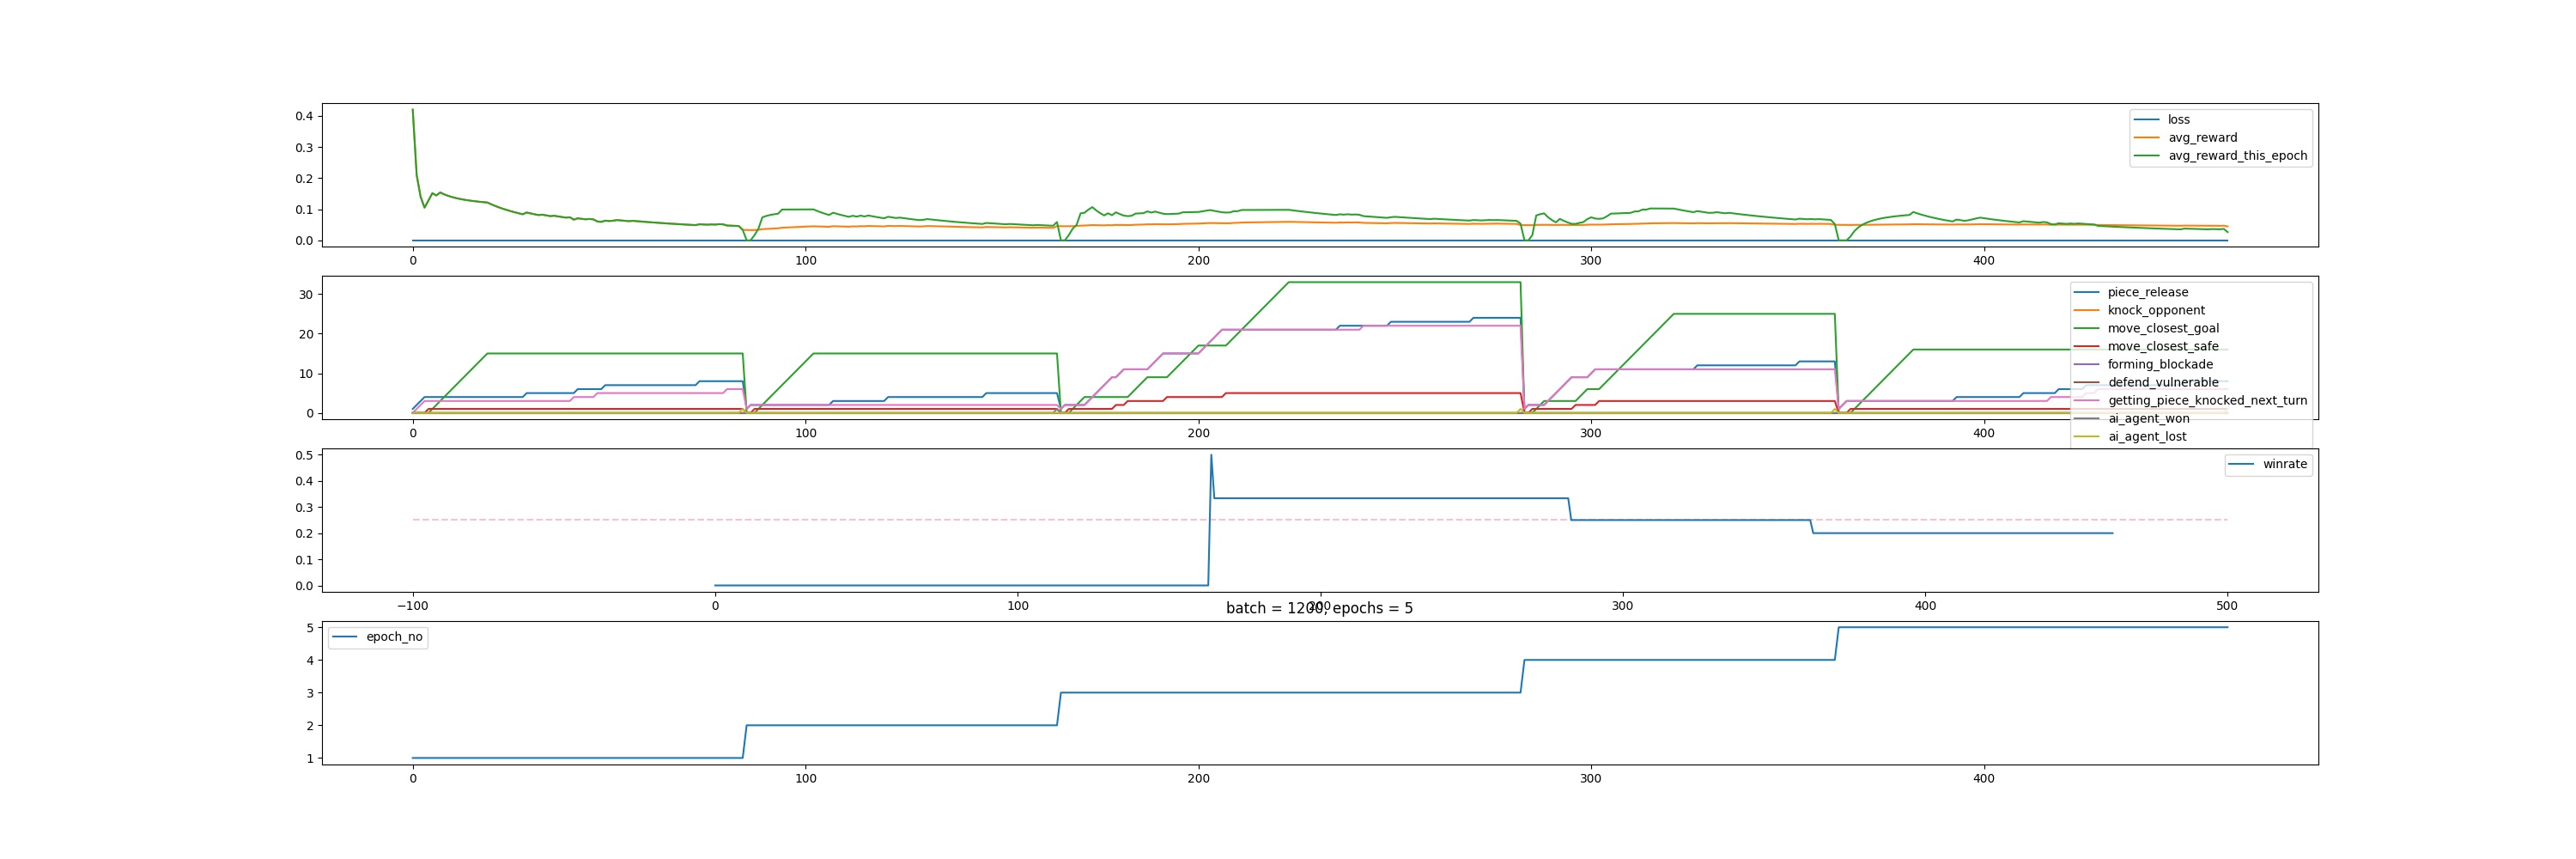 0.4
0.3
0.2
0.1
0.0
loss
avg_reward
avg_reward_this_epoch
0 100 200 300 400
30
20
10
0
piece_release
knock_opponent
move_closest_goal
move_closest_safe
forming_blockade
defend_vulnerable
getting_piece_knocked_next_turn
ai_agent_won
ai_agent_lost
0 100 200 300 400
0.5
0.4
0.3
0.2
0.1
0.0
winrate
−100 0 100 200 300 400 500
batch = 1200, epochs = 5
5
4
3
2
1
epoch_no
0 100 200 300 400